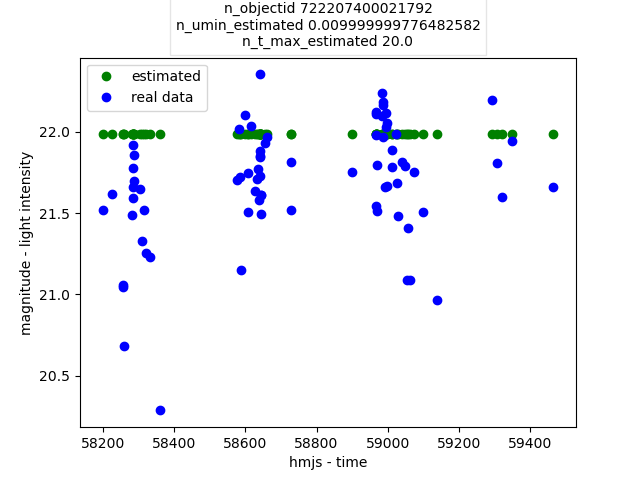 n_objectid 722207400021792
n_umin_estimated 0.009999999776482582
n_t_max_estimated 20.0
estimated
real data
22.0
21.5
21.0
20.5
magnitude - light intensity
58200
58400
58600
58800
59000
59200
59400
hmjs - time